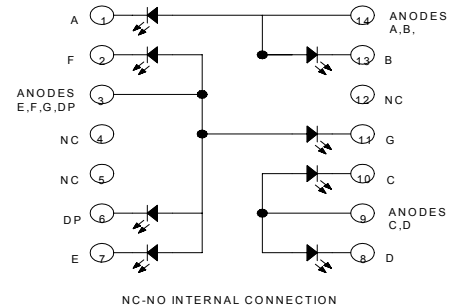 A 1 14 ANODES
A,B,
F 2 13 B
ANODES 3 12 NC
E,F,G,DP
NC 4 11 G
NC 5 10 C
DP 6 9 ANODES
C,D
E 7 8 D
NC-NO INTERNAL CONNECTION